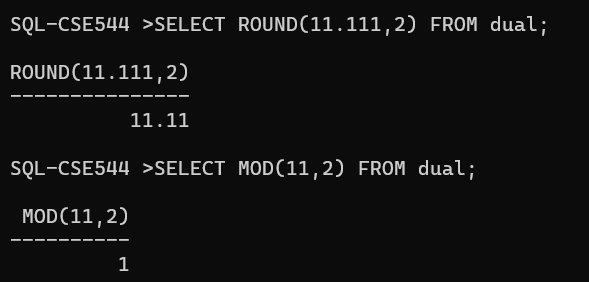 SQL-CSE544 >SELECT ROUND(11.111,2) FROM dual;
ROUND(11.111,2)
---------------
11.11
SQL-CSE544 >SELECT MOD(11,2) FROM dual;
MOD(11,2)
----------
1